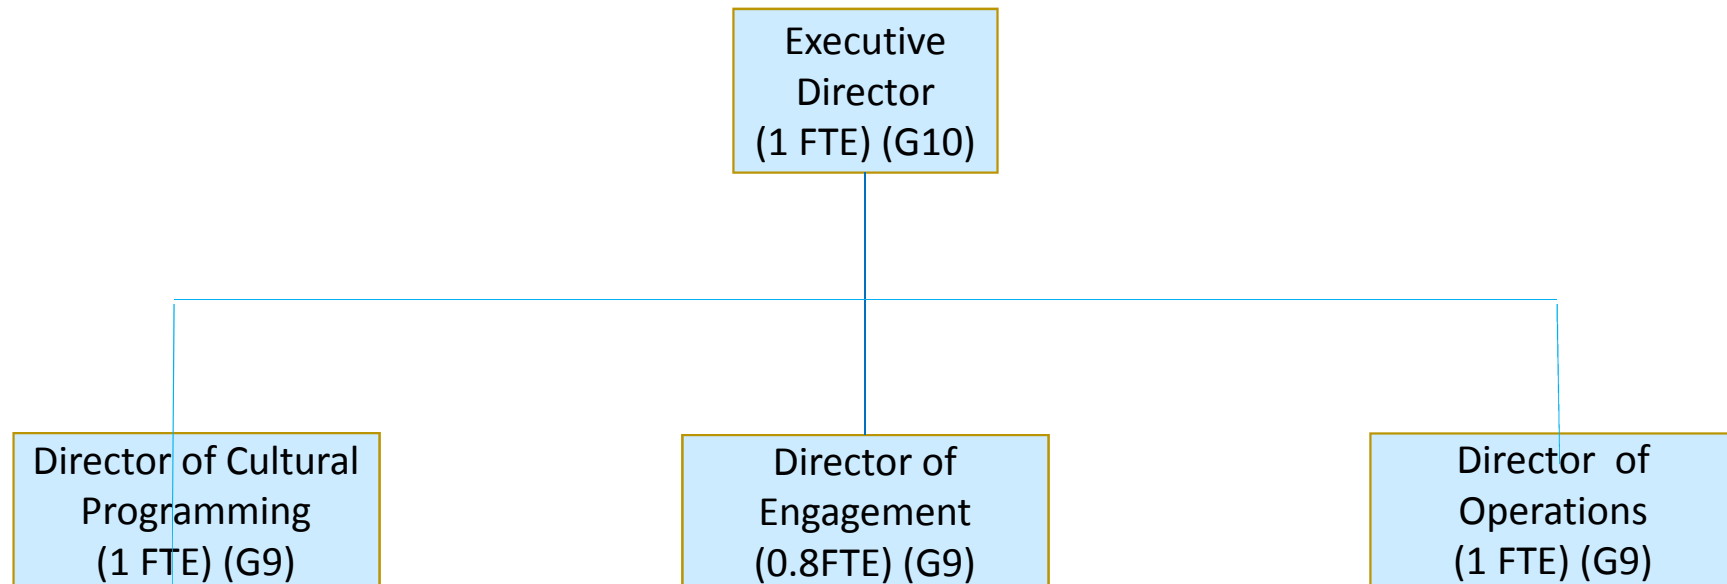 Executive
Director
(1 FTE) (G10)
Director of Cultural
Programming
(1 FTE) (G9)
Director of
Engagement
(0.8FTE) (G9)
Director  of
Operations
(1 FTE) (G9)